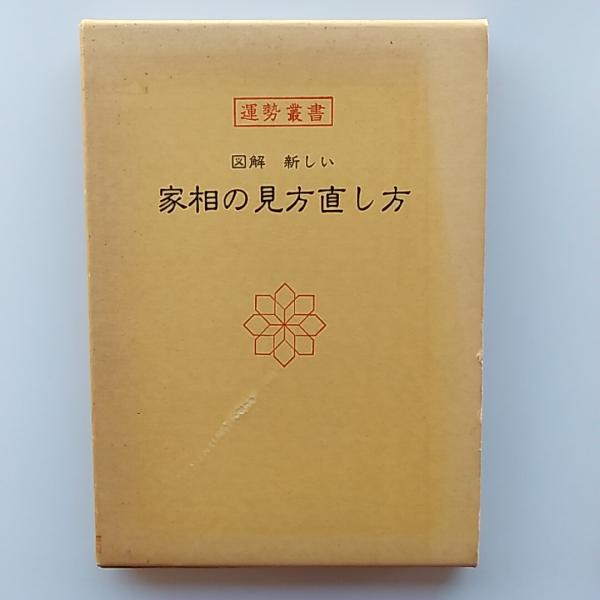 運勢叢書
図解 新しい
家相の見方直し方